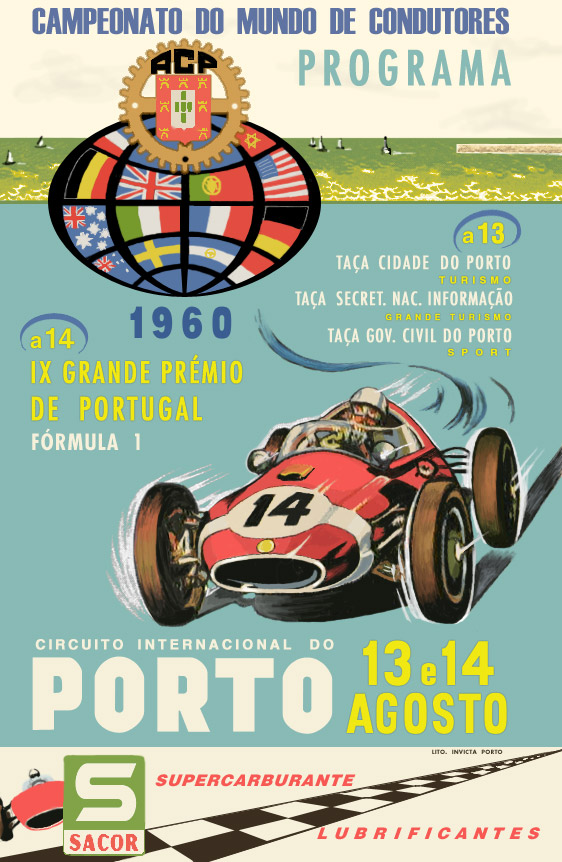 CAMPEONATO DO MUNDO DE CONDUTORES
PROGRAMA
ACP
a 13
TAÇA CIDADE DO PORTO
TURISMO
TAÇA SECRET. NAC. INFORMAÇÃO
GRANDE TURISMO
TAÇA GOV. CIVIL DO PORTO
SPORT
1960
a 14
IX GRANDE PRÉMIO
DE PORTUGAL
FÓRMULA 1
14
CIRCUITO INTERNACIONAL DO
PORTO
13 e 14
AGOSTO
LITO. INVICTA PORTO
S
SACOR
SUPERCARBURANTE
LUBRIFICANTES